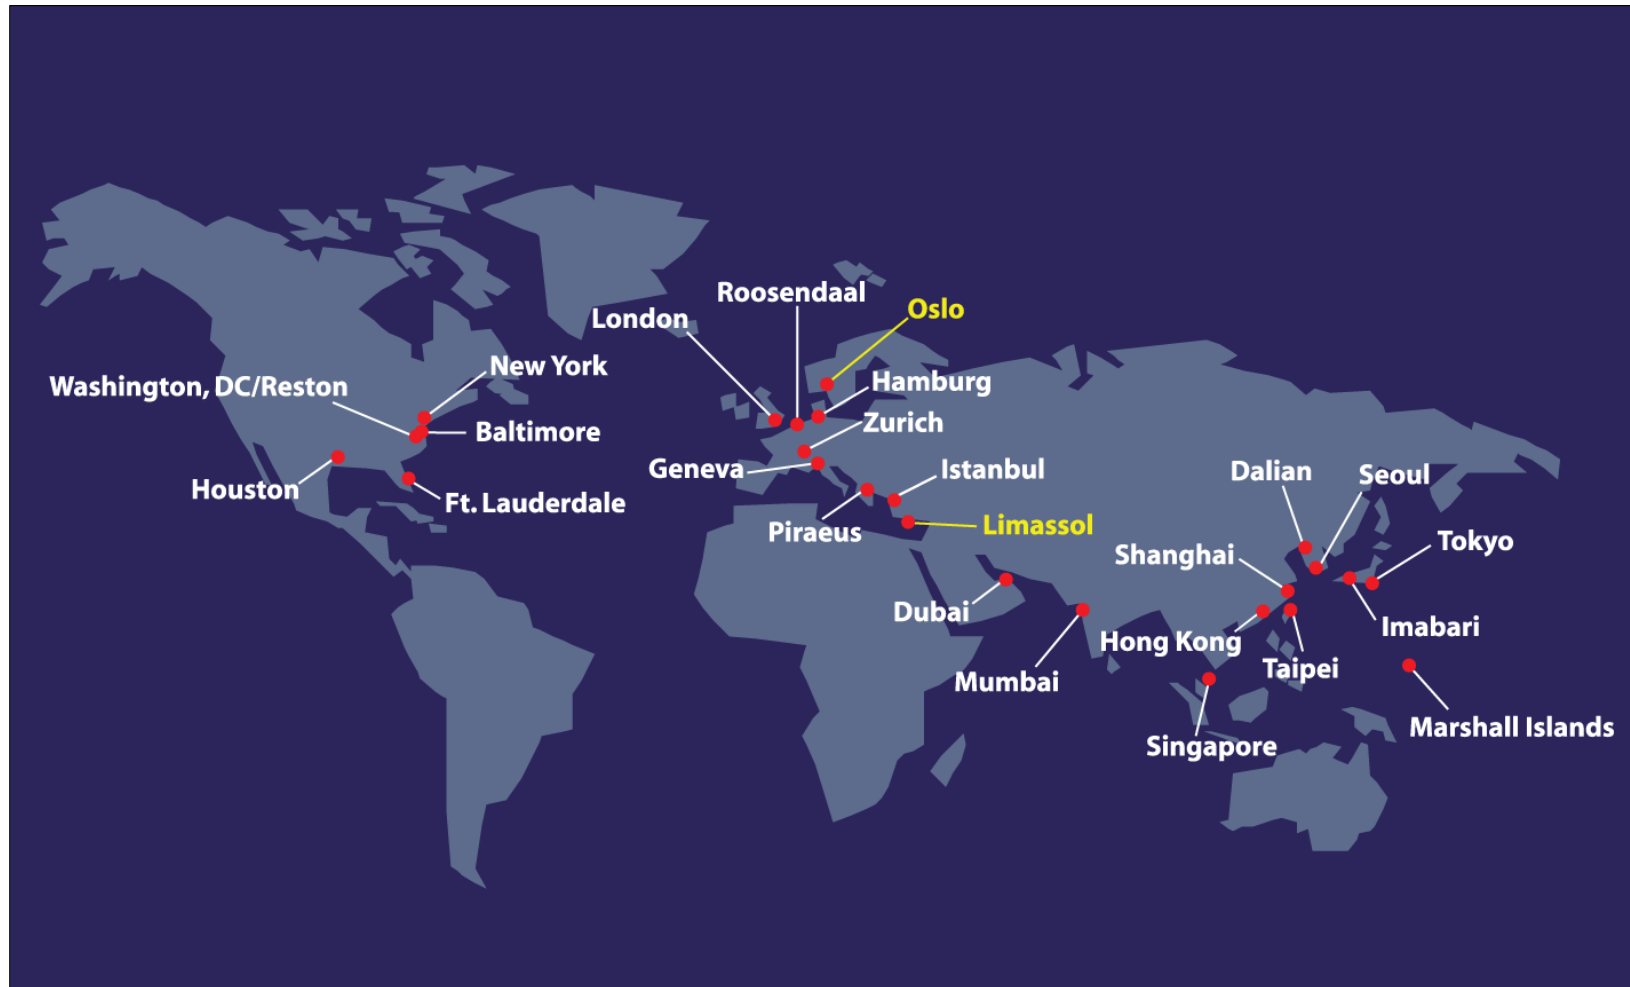 Roosendaal
Oslo
London
New York
Washington, DC/Reston
Hamburg
Zurich
Baltimore
Geneva
Istanbul
Dalian
Seoul
Houston
Ft. Lauderdale
Piraeus
Limassol
Tokyo
Shanghai
Dubai
Imabari
Hong Kong
Taipei
Mumbai
Marshall Islands
Singapore